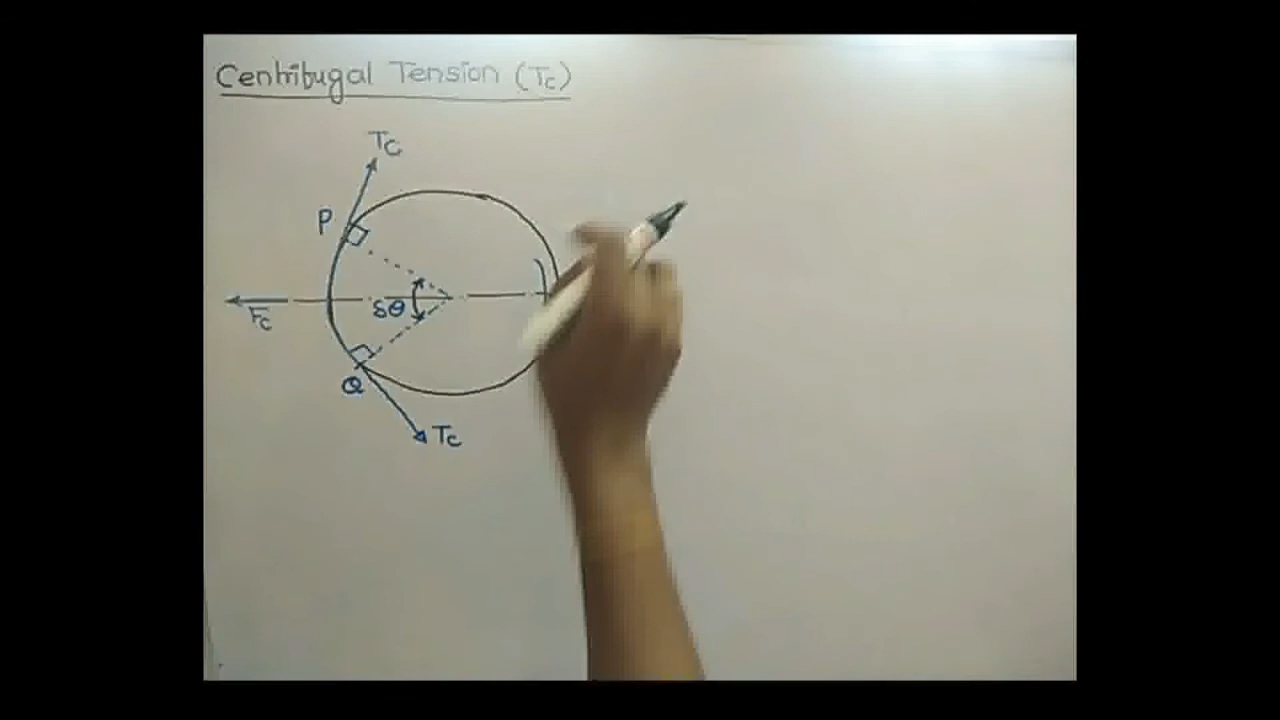 Centrifugal Tension (Tc)
Tc
P
Fc
δθ
Q
Tc